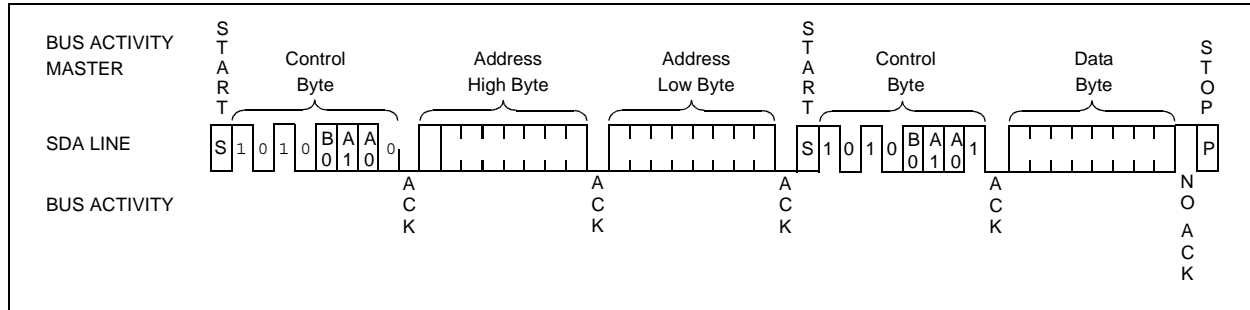 BUS ACTIVITY
MASTER
START
Control
Byte
Address
High Byte
Address
Low Byte
START
Control
Byte
Data
Byte
STOP
SDA LINE
S 1 0 1 0 B0 A1 A0 0
S 1 0 1 0 B0 A1 A0 1
P
BUS ACTIVITY
ACK
ACK
ACK
ACK
NO ACK